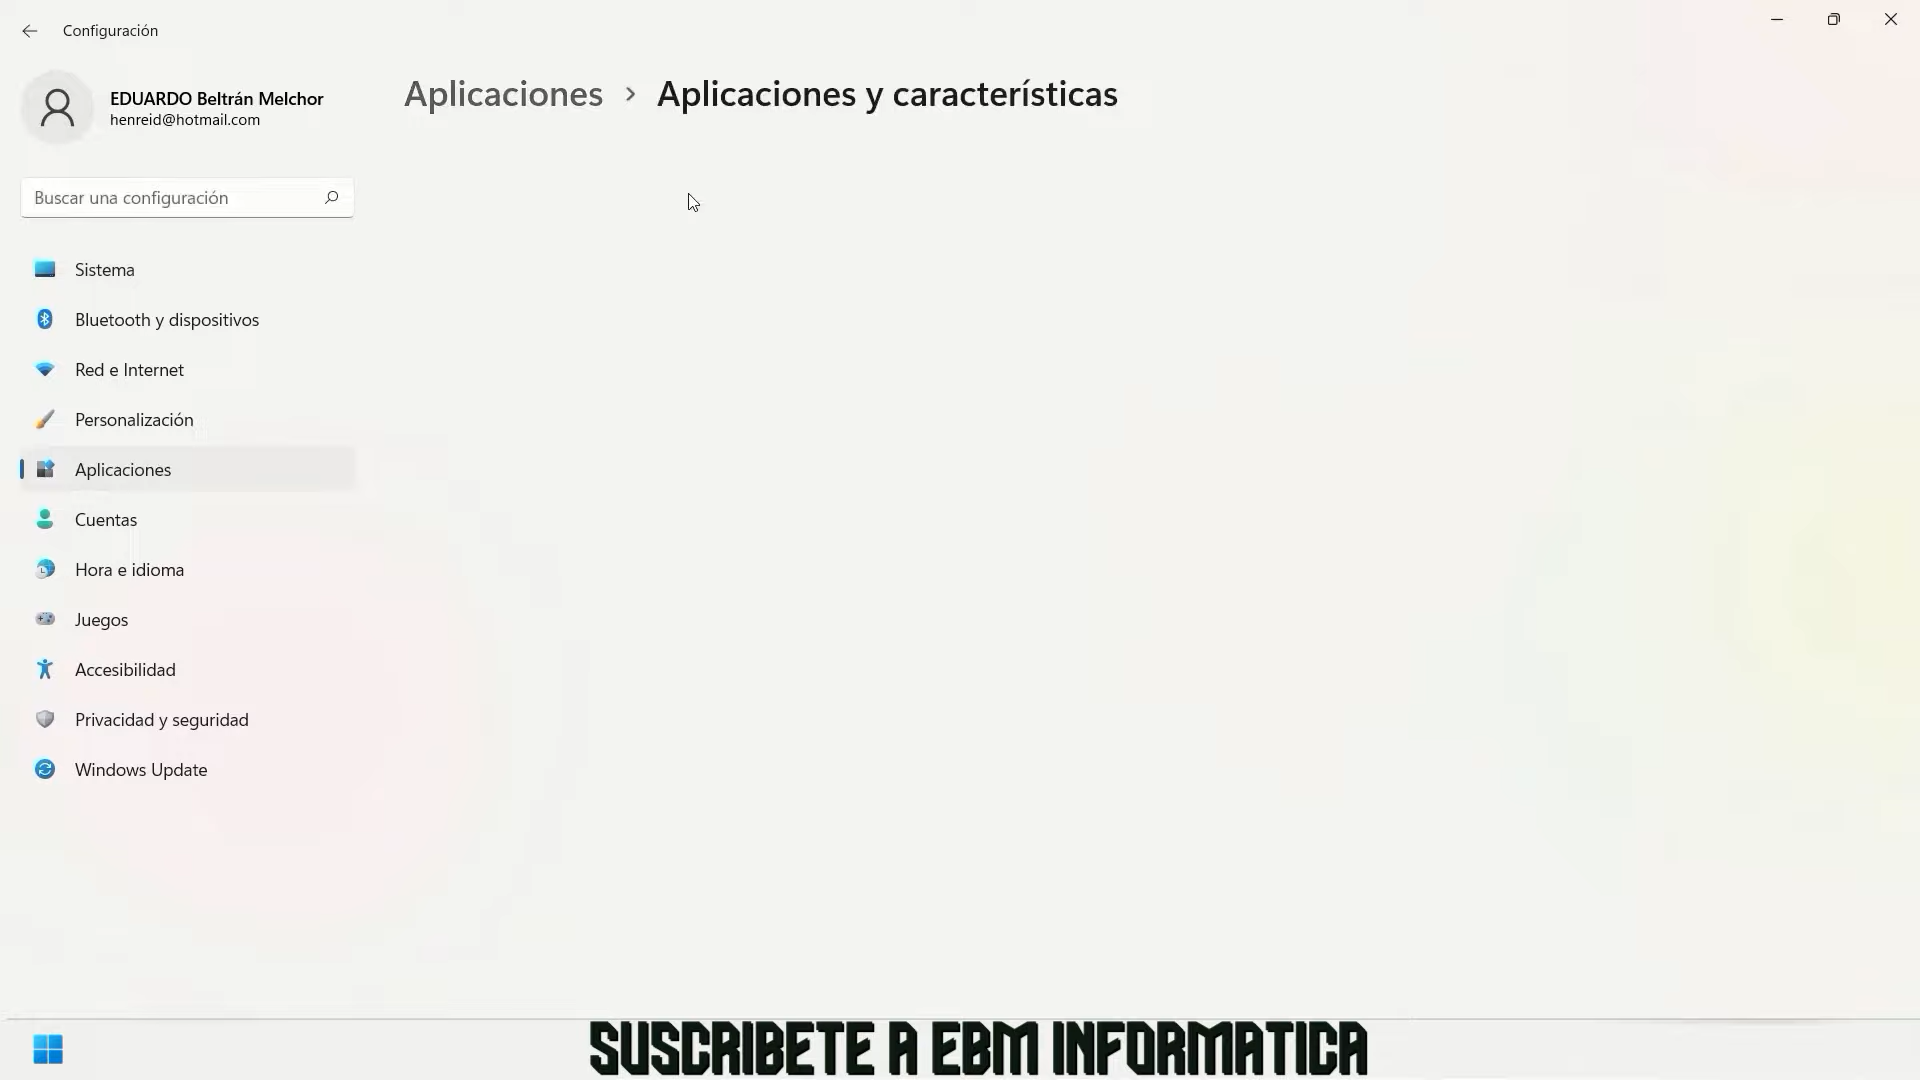 Configuración
EDUARDO Beltrán Melchor
henreid@hotmail.com
Aplicaciones > Aplicaciones y características
Buscar una configuración
Sistema
Bluetooth y dispositivos
Red e Internet
Personalización
Aplicaciones
Cuentas
Hora e idioma
Juegos
Accesibilidad
Privacidad y seguridad
Windows Update
SUSCRIBETE A EBM INFORMATICA